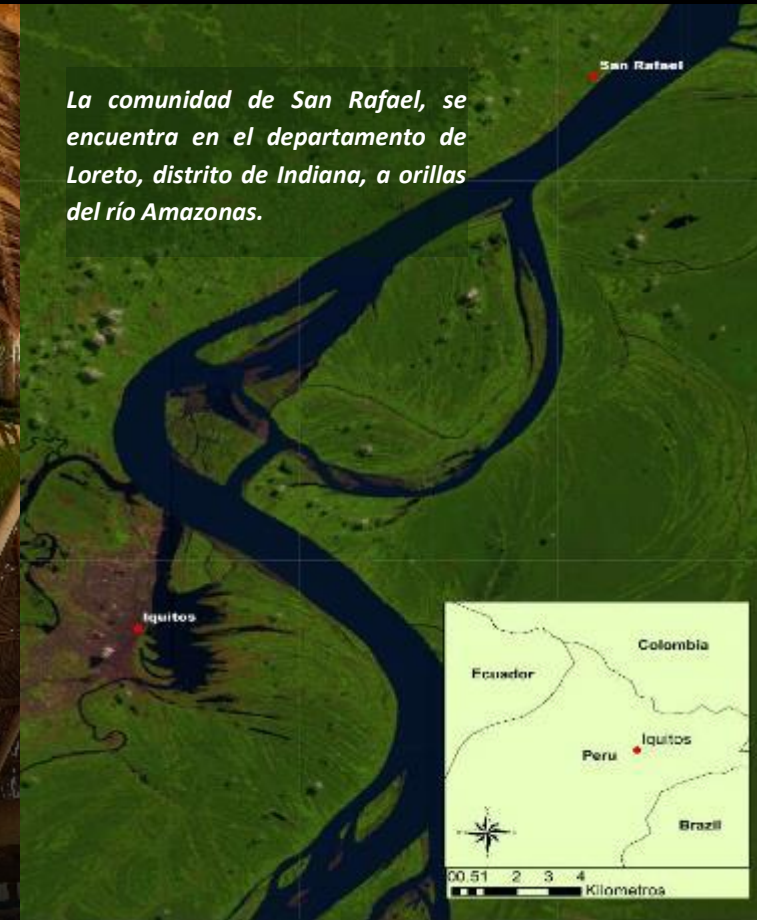 San Rafael
La comunidad de San Rafael, se
encuentra en el departamento de
Loreto, distrito de Indiana, a orillas
del río Amazonas.
Iquitos
Colombia
Ecuador
Iquitos
Peru
Brazil
00.51 2 3 4
Kilometros